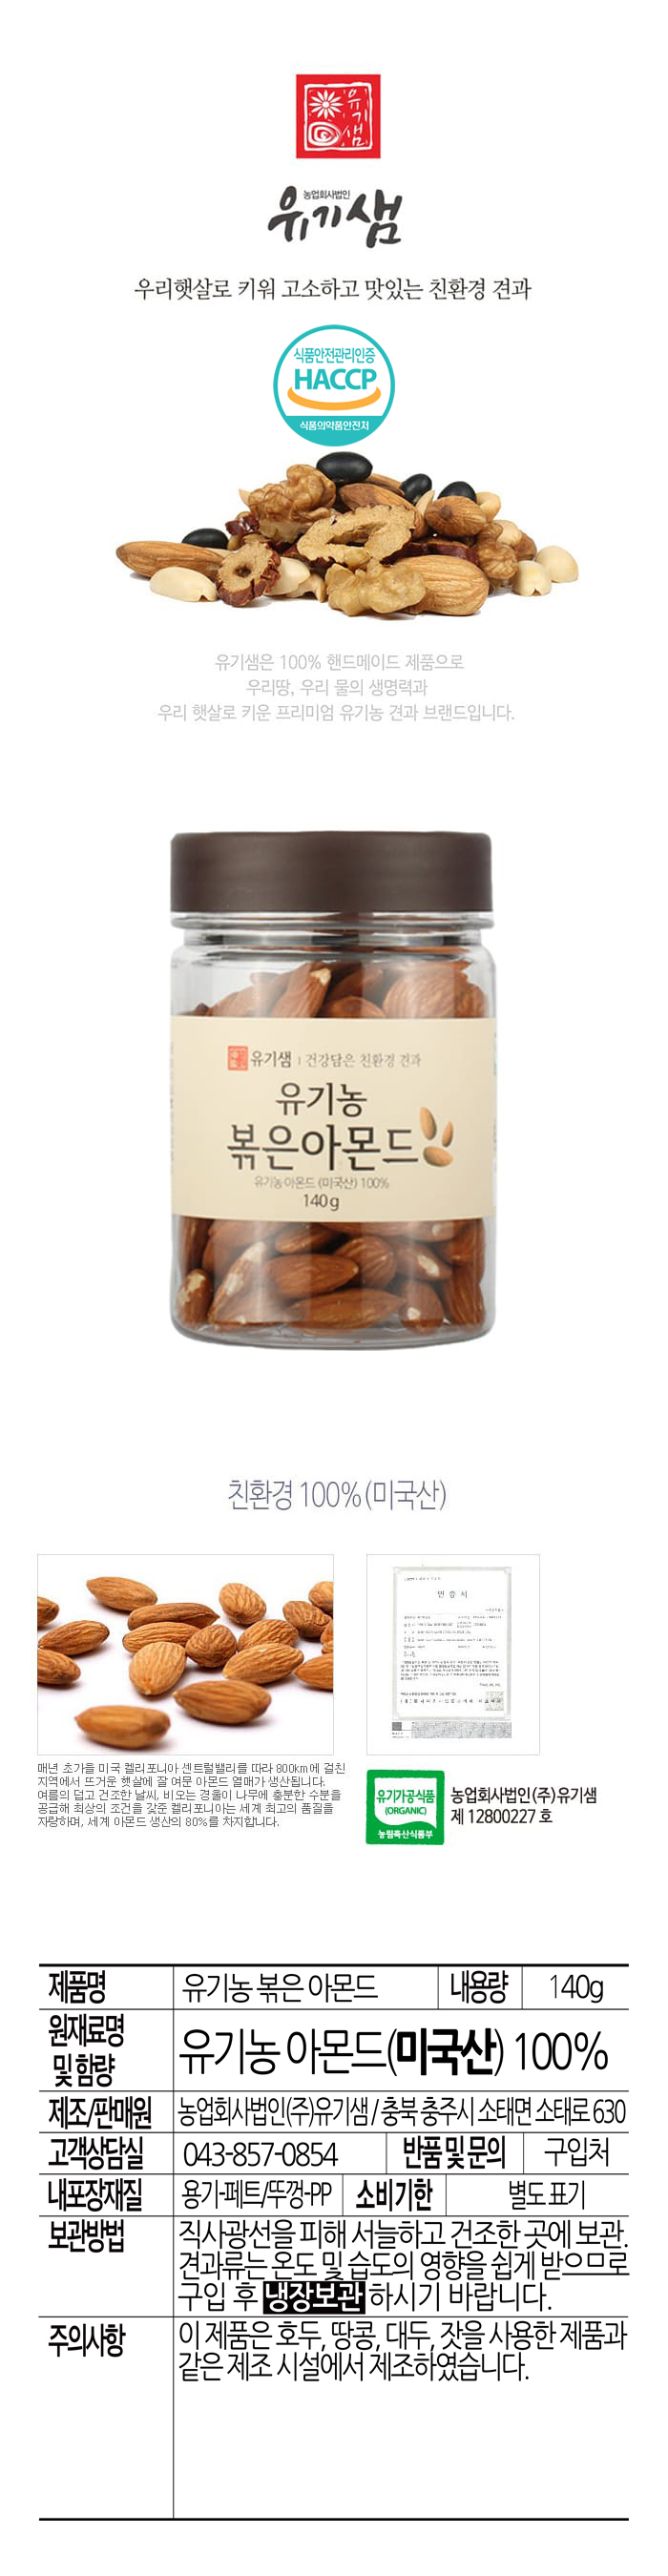 유기샘
농업회사법인
유기샘
우리햇살로 키워 고소하고 맛있는 친환경 견과
식품안전관리인증
HACCP
식품의약품안전처
유기샘은 100% 핸드메이드 제품으로
우리땅, 우리 물의 생명력과
우리 햇살로 키운 프리미엄 유기농 견과 브랜드입니다.
유기샘 | 건강담은 친환경 견과
유기농
볶은아몬드
유기농 아몬드 (미국산) 100%
140g
친환경 100%(미국산)
인 증 서
매년 초가을 미국 캘리포니아 센트럴밸리를 따라 800km에 걸친
지역에서 뜨거운 햇살에 잘 여문 아몬드 열매가 생산됩니다.
여름의 덥고 건조한 날씨, 비오는 겨울이 나무에 충분한 수분을
공급해 최상의 조건을 갖춘 캘리포니아는 세계 최고의 품질을
자랑하며, 세계 아몬드 생산의 80%를 차지합니다.
유기가공식품
(ORGANIC)
농림축산식품부
농업회사법인(주)유기샘
제 12800227 호
제품명 유기농 볶은 아몬드 내용량 140g
원재료명
및 함량
유기농 아몬드(미국산) 100%
제조/판매원 농업회사법인(주)유기샘 / 충북 충주시 소태면 소태로 630
고객상담실 043-857-0854 반품 및 문의 구입처
내포장재질 용기-페트/뚜껑-PP 소비기한 별도 표기
보관방법 직사광선을 피해 서늘하고 건조한 곳에 보관.
견과류는 온도 및 습도의 영향을 쉽게 받으므로
구입 후 냉장보관 하시기 바랍니다.
주의사항 이 제품은 호두, 땅콩, 대두, 잣을 사용한 제품과
같은 제조 시설에서 제조하였습니다.